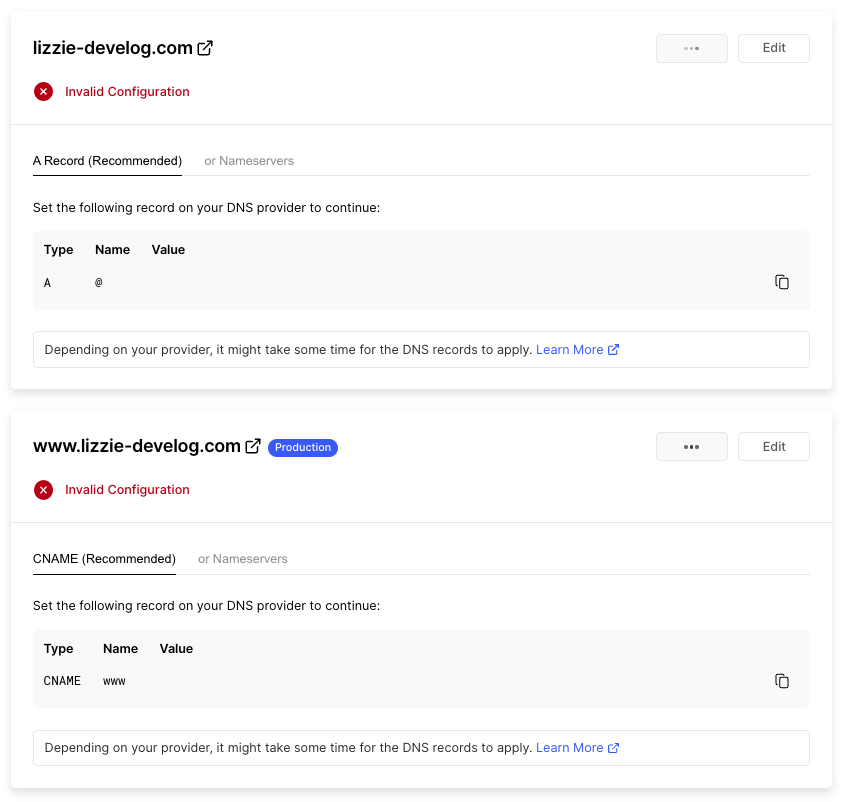 lizzie-develog.com
Edit
Invalid Configuration
A Record (Recommended) or Nameservers
Set the following record on your DNS provider to continue:
Type Name Value
A @
Depending on your provider, it might take some time for the DNS records to apply. Learn More
www.lizzie-develog.com Production
Edit
Invalid Configuration
CNAME (Recommended) or Nameservers
Set the following record on your DNS provider to continue:
Type Name Value
CNAME www
Depending on your provider, it might take some time for the DNS records to apply. Learn More